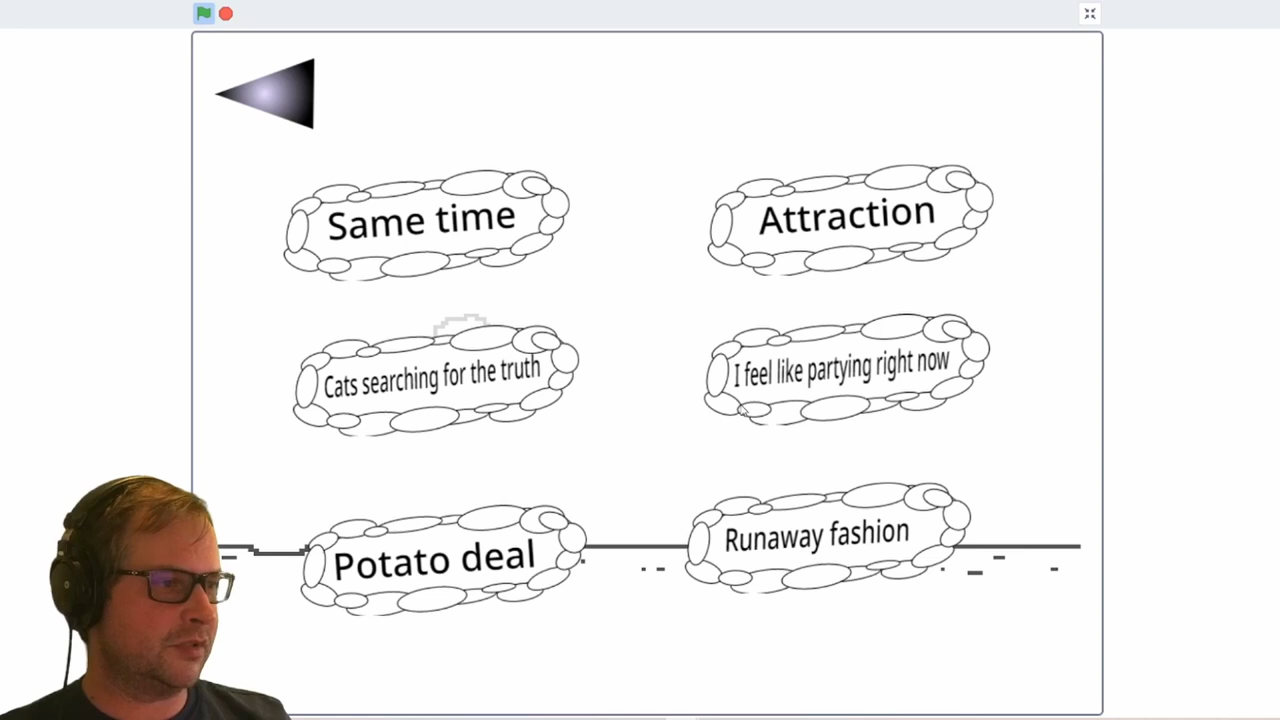 Same time
Attraction
Cats searching for the truth
I feel like partying right now
Potato deal
Runaway fashion